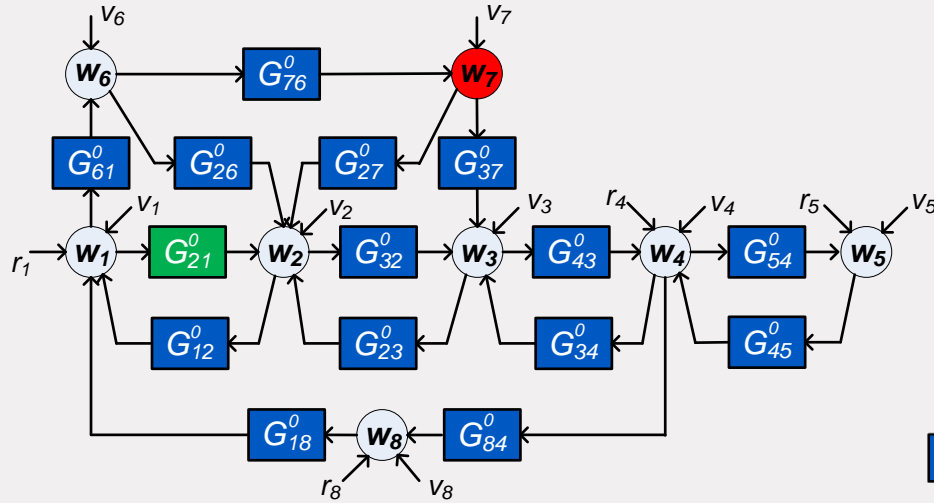 v6 v7
w6 G⁰76 w7
G⁰61 G⁰26 G⁰27 G⁰37
v1 v2 v3 r4 v4 r5 v5
r1 w1 G⁰21 w2 G⁰32 w3 G⁰43 w4 G⁰54 w5
G⁰12 G⁰23 G⁰34 G⁰45
G⁰18 w8 G⁰84
r8 v8